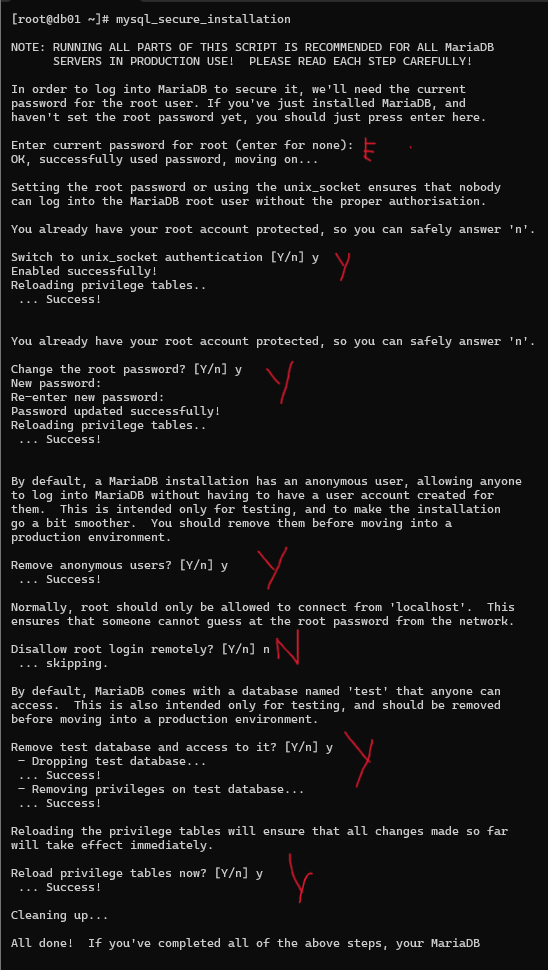 [root@db01 ~]# mysql_secure_installation
NOTE: RUNNING ALL PARTS OF THIS SCRIPT IS RECOMMENDED FOR ALL MariaDB
SERVERS IN PRODUCTION USE!  PLEASE READ EACH STEP CAREFULLY!
In order to log into MariaDB to secure it, we'll need the current
password for the root user. If you've just installed MariaDB, and
haven't set the root password yet, you should just press enter here.
Enter current password for root (enter for none): E
OK, successfully used password, moving on...
Setting the root password or using the unix_socket ensures that nobody
can log into the MariaDB root user without the proper authorisation.
You already have your root account protected, so you can safely answer 'n'.
Switch to unix_socket authentication [Y/n] y Y
Enabled successfully!
Reloading privilege tables..
... Success!
You already have your root account protected, so you can safely answer 'n'.
Change the root password? [Y/n] y Y
New password:
Re-enter new password:
Password updated successfully!
Reloading privilege tables..
... Success!
By default, a MariaDB installation has an anonymous user, allowing anyone
to log into MariaDB without having to have a user account created for
them.  This is intended only for testing, and to make the installation
go a bit smoother.  You should remove them before moving into a
production environment.
Remove anonymous users? [Y/n] y Y
... Success!
Normally, root should only be allowed to connect from 'localhost'.  This
ensures that someone cannot guess at the root password from the network.
Disallow root login remotely? [Y/n] n N
... skipping.
By default, MariaDB comes with a database named 'test' that anyone can
access.  This is also intended only for testing, and should be removed
before moving into a production environment.
Remove test database and access to it? [Y/n] y Y
- Dropping test database...
... Success!
- Removing privileges on test database...
... Success!
Reloading the privilege tables will ensure that all changes made so far
will take effect immediately.
Reload privilege tables now? [Y/n] y Y
... Success!
Cleaning up...
All done!  If you've completed all of the above steps, your MariaDB